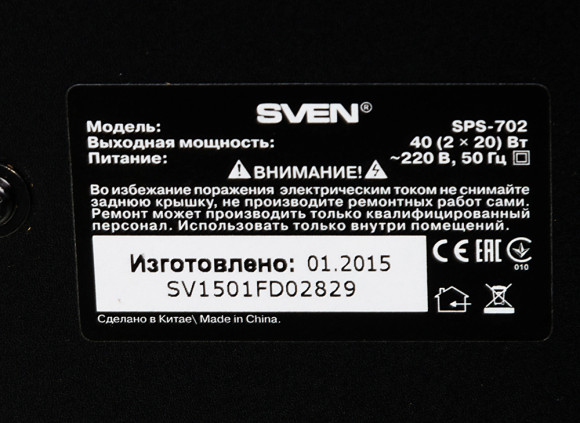 SVEN®
Модель: SPS-702
Выходная мощность: 40 (2 × 20) Вт
Питание: ~220 В, 50 Гц
ВНИМАНИЕ!
Во избежание поражения электрическим током не снимайте
заднюю крышку, не производите ремонтных работ сами.
Ремонт может производить только квалифицированный
персонал. Использовать только внутри помещений.
Изготовлено: 01.2015
SV1501FD02829
CE EAC
010
Сделано в Китае\ Made in China.